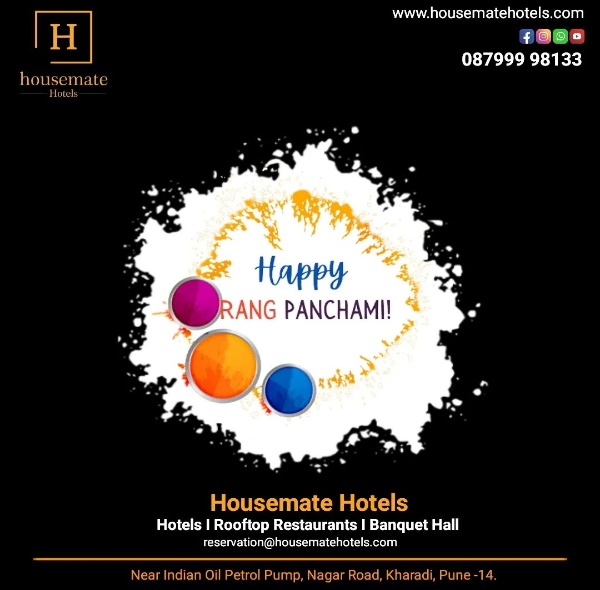 H
housemate
Hotels
www.housematehotels.com
087999 98133
Happy
RANG PANCHAMI!
Housemate Hotels
Hotels I Rooftop Restaurants I Banquet Hall
reservation@housematehotels.com
Near Indian Oil Petrol Pump, Nagar Road, Kharadi, Pune -14.